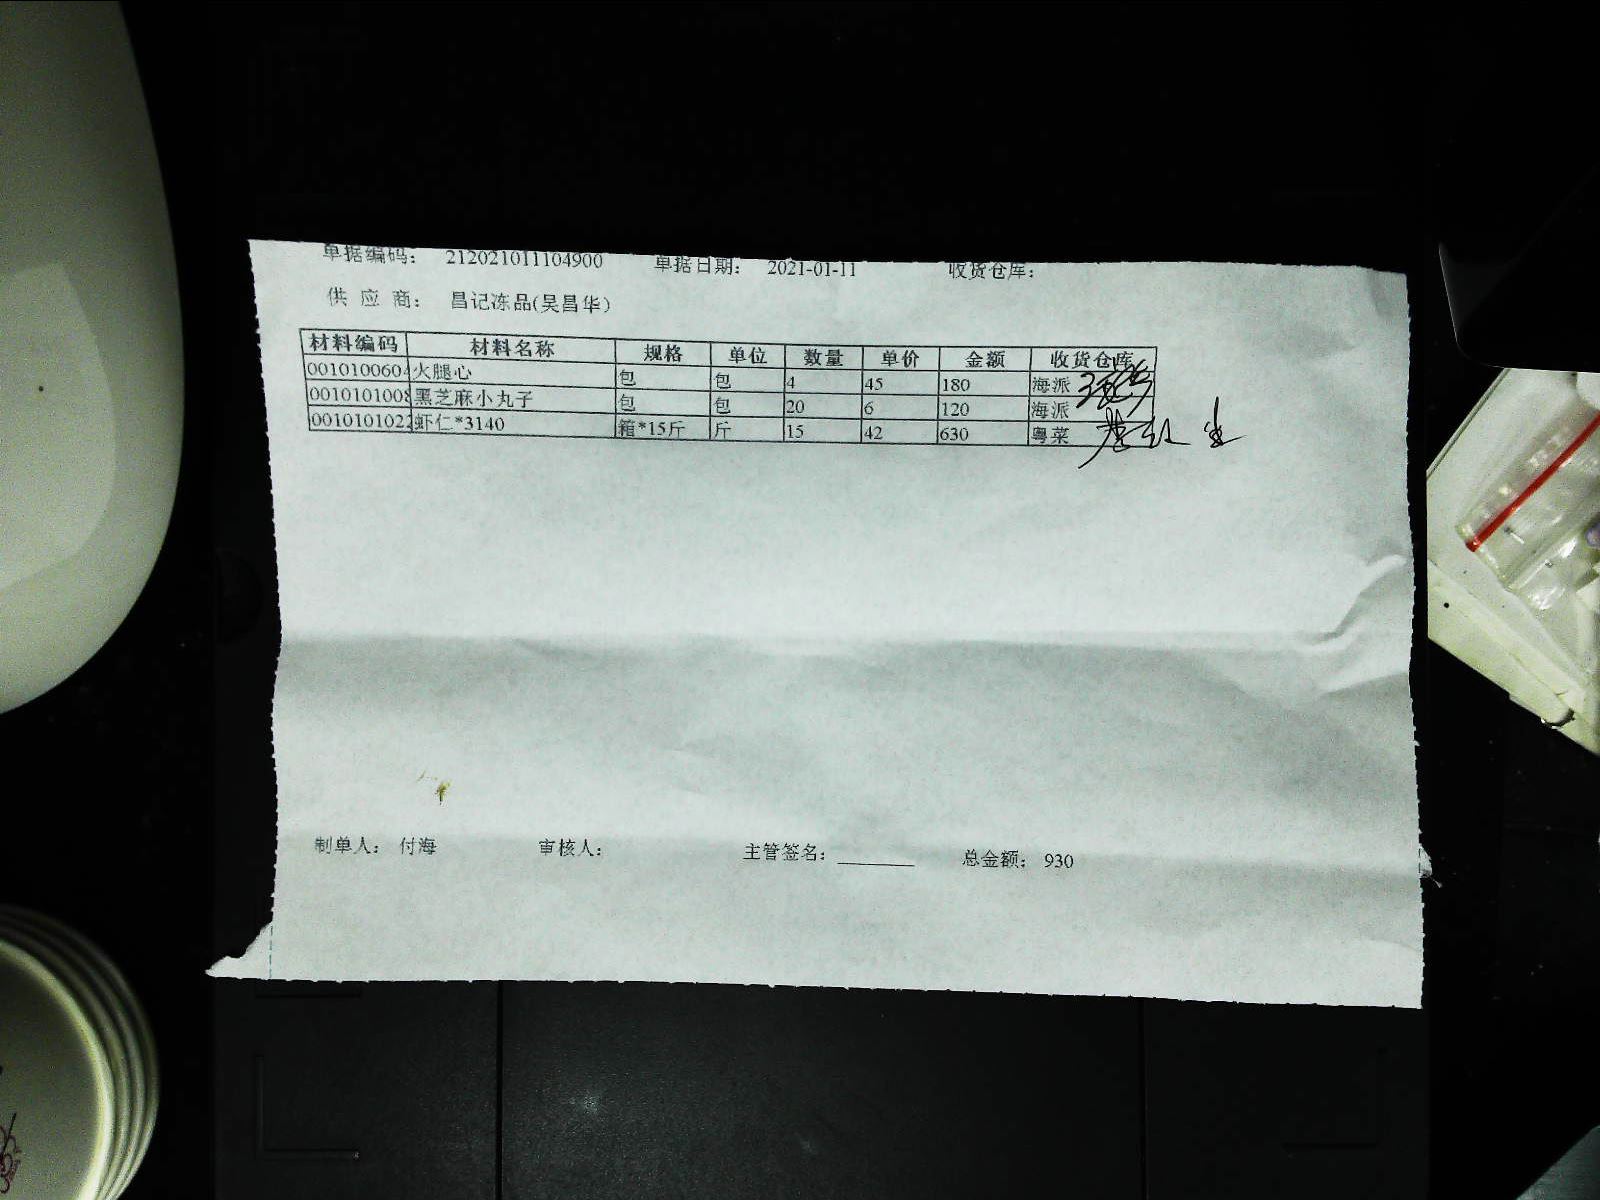 单据编码： 212021011104900 单据日期： 2021-01-11 收货仓库：
供 应 商： 昌记冻品(吴昌华)
材料编码 材料名称 规格 单位 数量 单价 金额 收货仓库
0010100604 火腿心 包 包 4 45 180 海派
0010101008 黑芝麻小丸子 包 包 20 6 120 海派
0010101022 虾仁*3140 箱*15斤 斤 15 42 630 粤菜
制单人： 付海 审核人： 主管签名： 总金额： 930